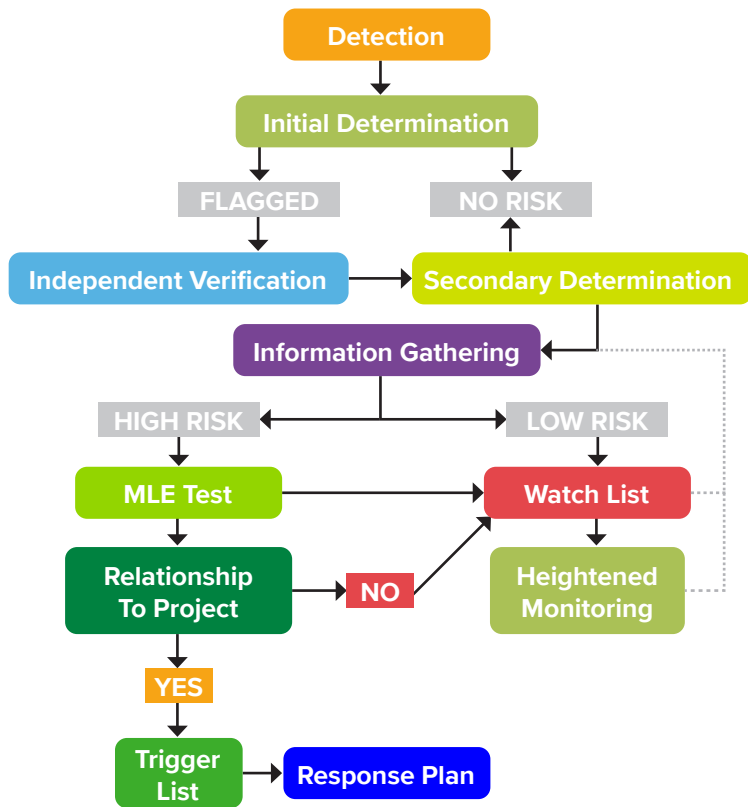 Detection
Initial Determination
FLAGGED
NO RISK
Independent Verification
Secondary Determination
Information Gathering
HIGH RISK
LOW RISK
MLE Test
Watch List
Relationship
To Project
NO
Heightened
Monitoring
YES
Trigger
List
Response Plan